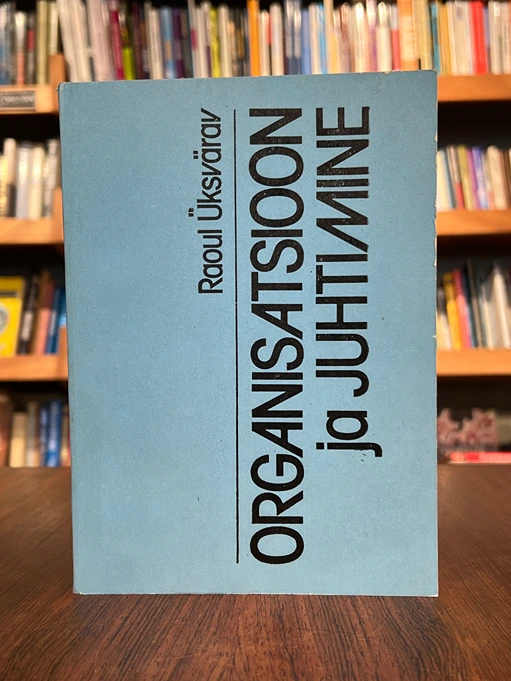 Raoul Üksvärav
ORGANISATSIOON
ja JUHTIMINE